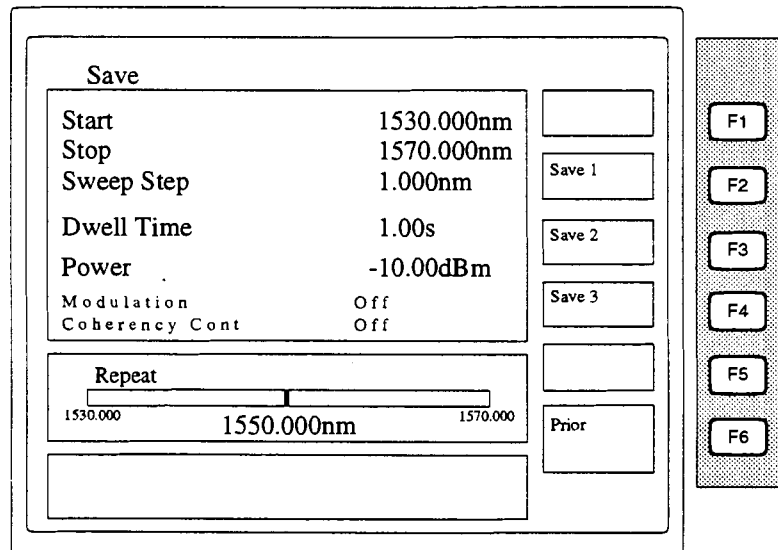 Save
Start 1530.000nm
Stop 1570.000nm
Sweep Step 1.000nm
Dwell Time 1.00s
Power -10.00dBm
Modulation Off
Coherency Cont Off
Repeat
1530.000 1550.000nm 1570.000
Save 1
Save 2
Save 3
Prior
F1
F2
F3
F4
F5
F6